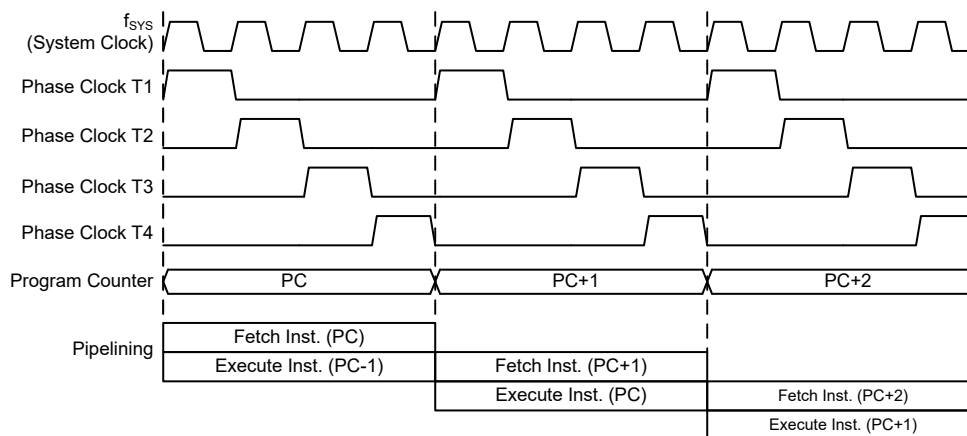 fSYS
(System Clock)
Phase Clock T1
Phase Clock T2
Phase Clock T3
Phase Clock T4
Program Counter PC PC+1 PC+2
Pipelining
Fetch Inst. (PC)
Execute Inst. (PC-1) Fetch Inst. (PC+1)
Execute Inst. (PC) Fetch Inst. (PC+2)
Execute Inst. (PC+1)